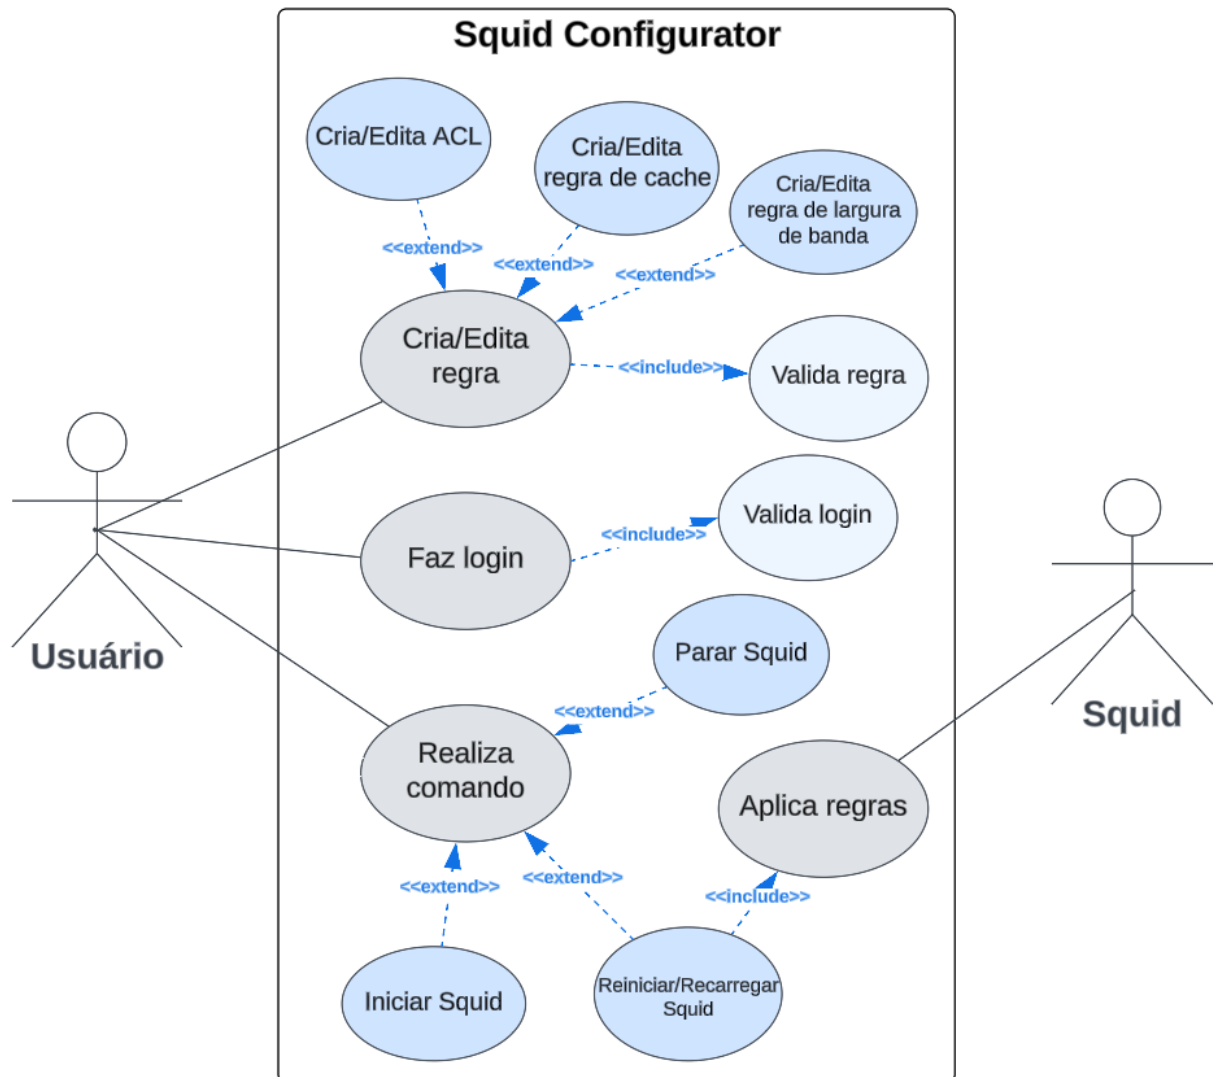 Squid Configurator
Cria/Edita ACL
Cria/Edita
regra de cache
Cria/Edita
regra de largura
de banda
<<extend>>
<<extend>>
<<extend>>
Cria/Edita
regra
<<include>>
Valida regra
Usuário
Faz login
<<include>>
Valida login
Squid
Parar Squid
<<extend>>
Realiza
comando
Aplica regras
<<extend>>
<<extend>>
<<include>>
Iniciar Squid
Reiniciar/Recarregar
Squid